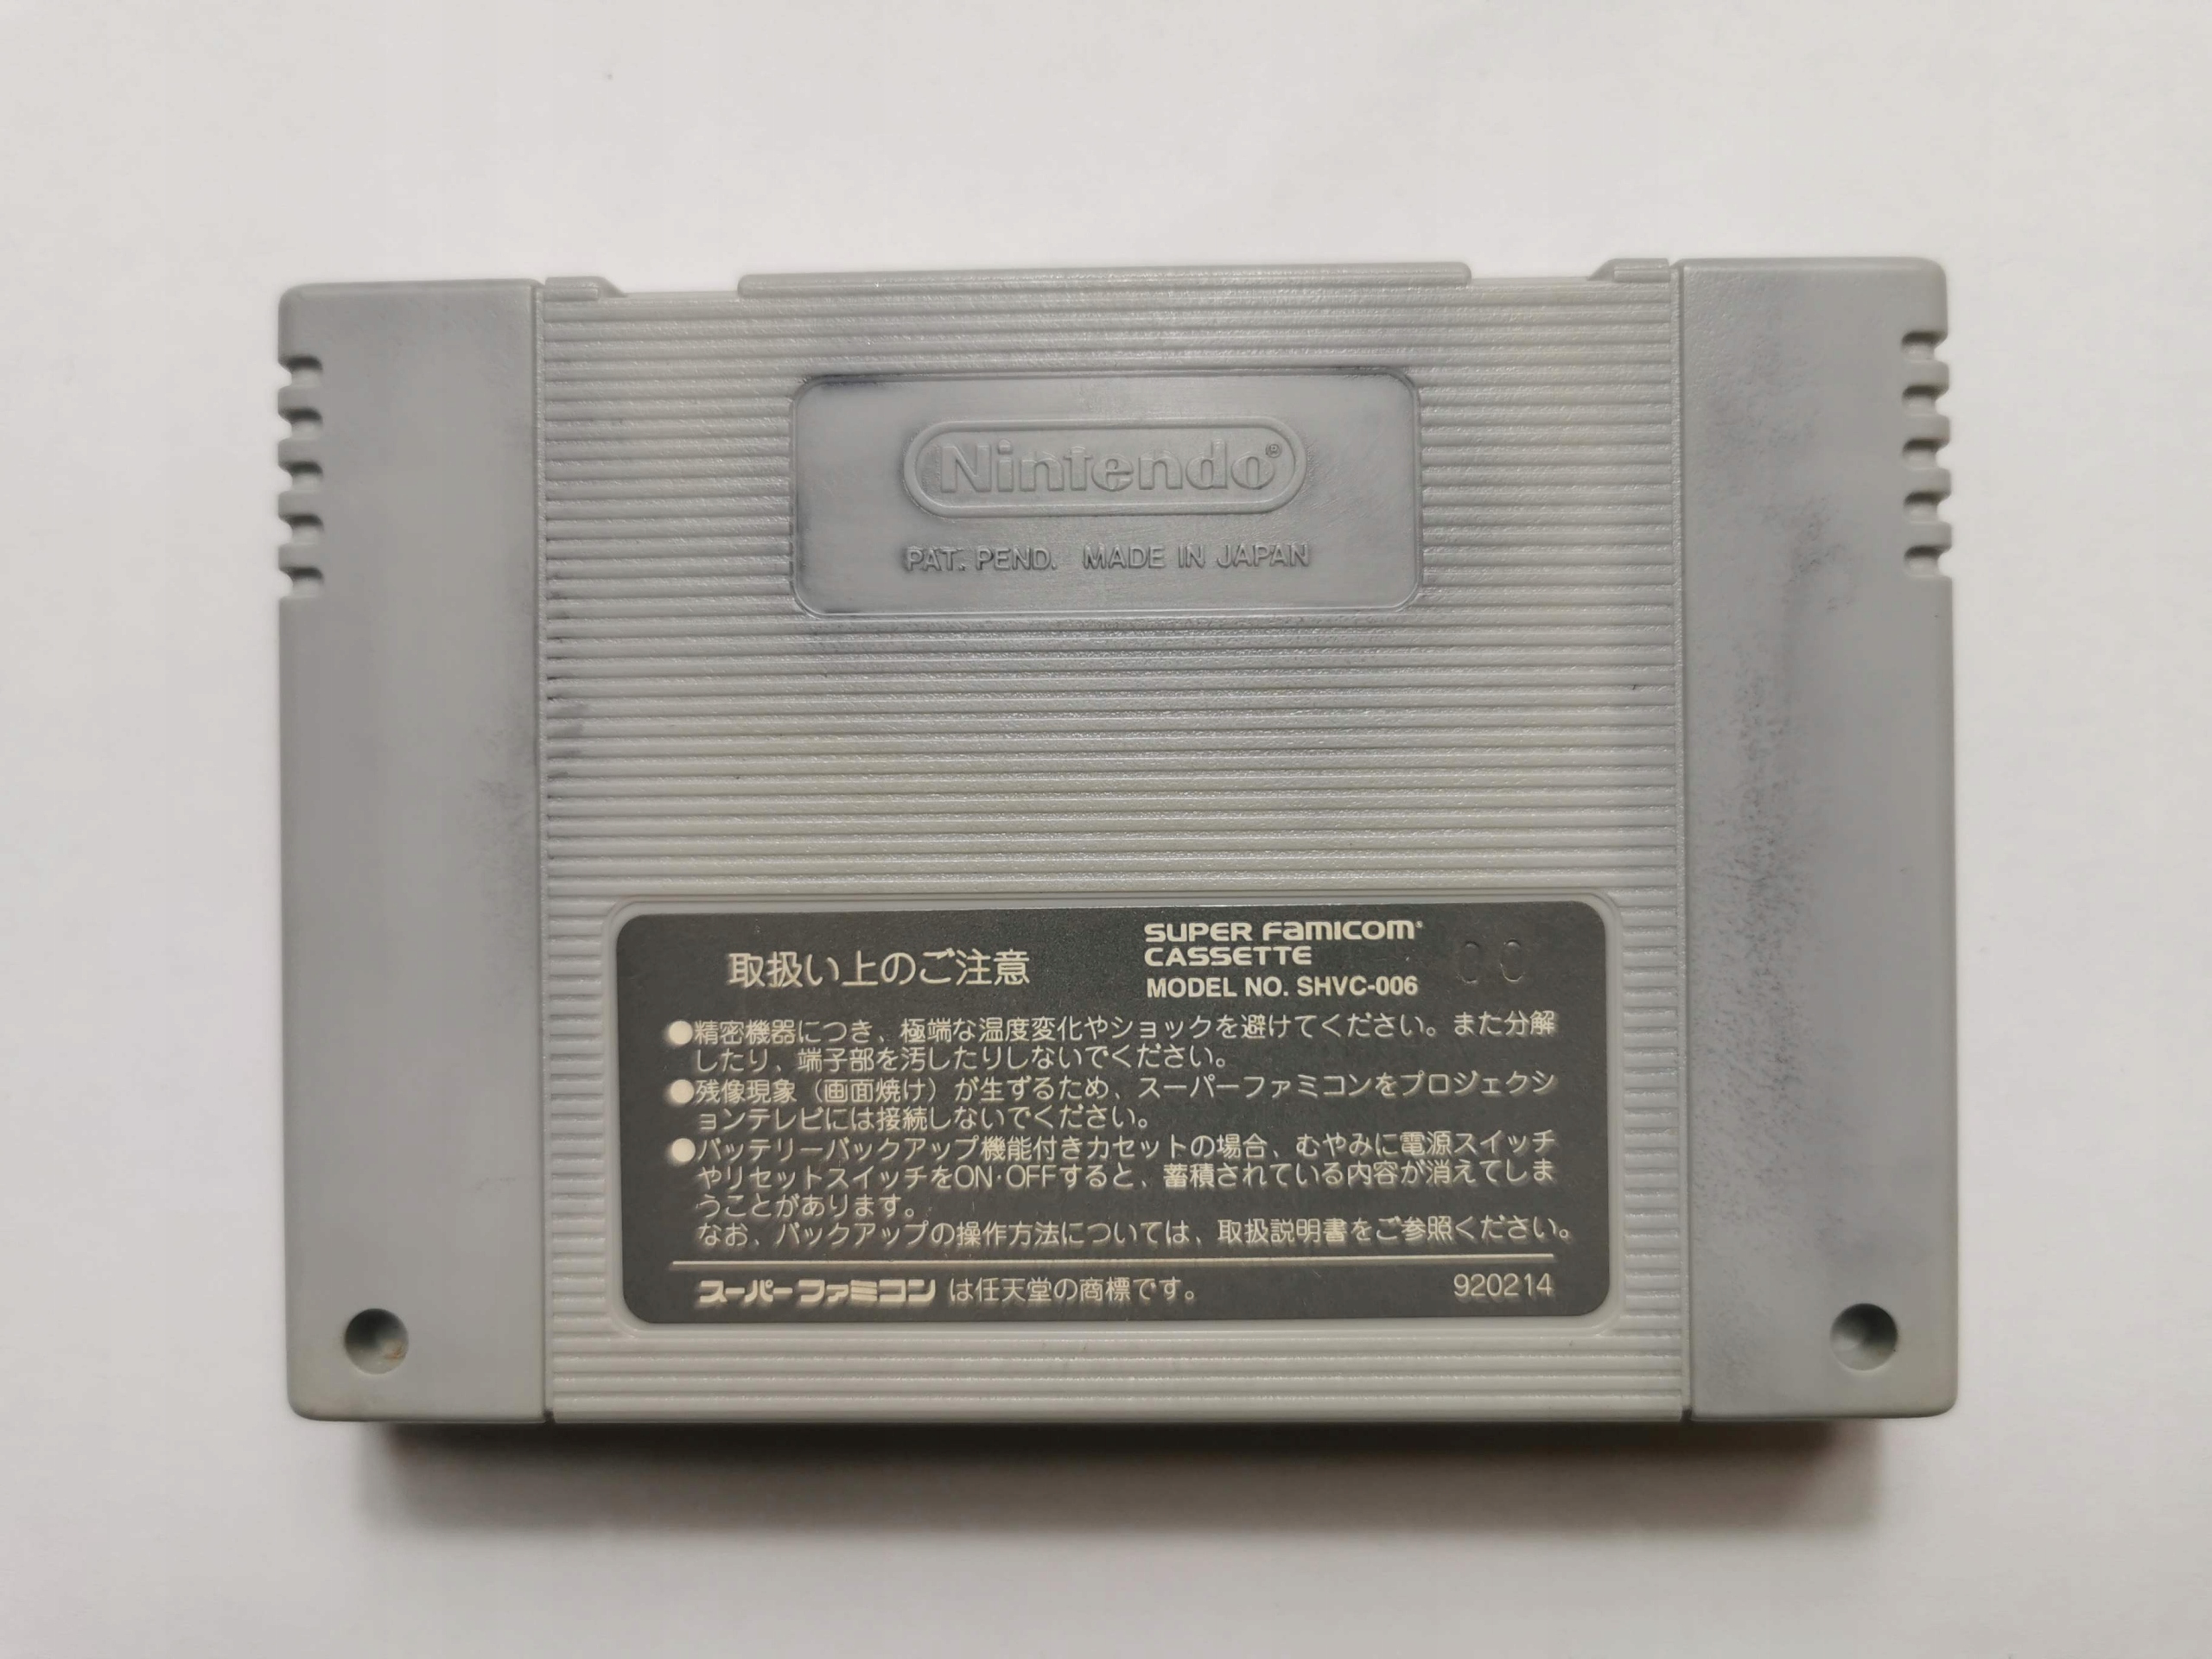 Nintendo®
PAT. PEND. MADE IN JAPAN
取扱い上のご注意
SUPER FAMICOM
CASSETTE
MODEL NO. SHVC-006
00
●精密機器につき、極端な温度変化やショックを避けてください。また分解
したり、端子部を汚したりしないでください。
●残像現象（画面焼け）が生ずるため、スーパーファミコンをプロジェクシ
ョンテレビには接続しないでください。
●バッテリーバックアップ機能付きカセットの場合、むやみに電源スイッチ
やリセットスイッチをON・OFFすると、蓄積されている内容が消えてしま
うことがあります。
なお、バックアップの操作方法については、取扱説明書をご参照ください。
スーパーファミコン は任天堂の商標です。
920214